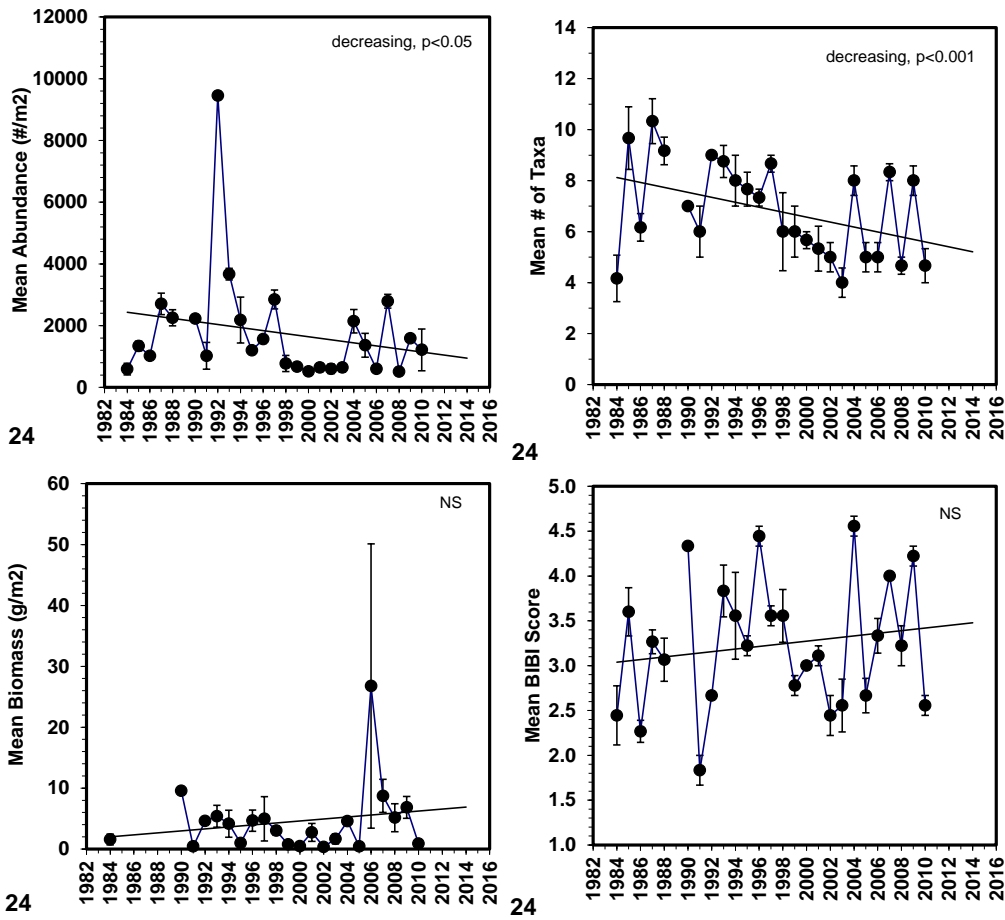 Mean Abundance (#/m2)
12000
10000
8000
6000
4000
2000
0
decreasing, p<0.05
1982 1984 1986 1988 1990 1992 1994 1996 1998 2000 2002 2004 2006 2008 2010 2012 2014 2016
24
Mean # of Taxa
14
12
10
8
6
4
2
0
decreasing, p<0.001
1982 1984 1986 1988 1990 1992 1994 1996 1998 2000 2002 2004 2006 2008 2010 2012 2014 2016
24
Mean Biomass (g/m2)
60
50
40
30
20
10
0
NS
1982 1984 1986 1988 1990 1992 1994 1996 1998 2000 2002 2004 2006 2008 2010 2012 2014 2016
24
Mean BIBI Score
5.0
4.5
4.0
3.5
3.0
2.5
2.0
1.5
1.0
NS
1982 1984 1986 1988 1990 1992 1994 1996 1998 2000 2002 2004 2006 2008 2010 2012 2014 2016
24